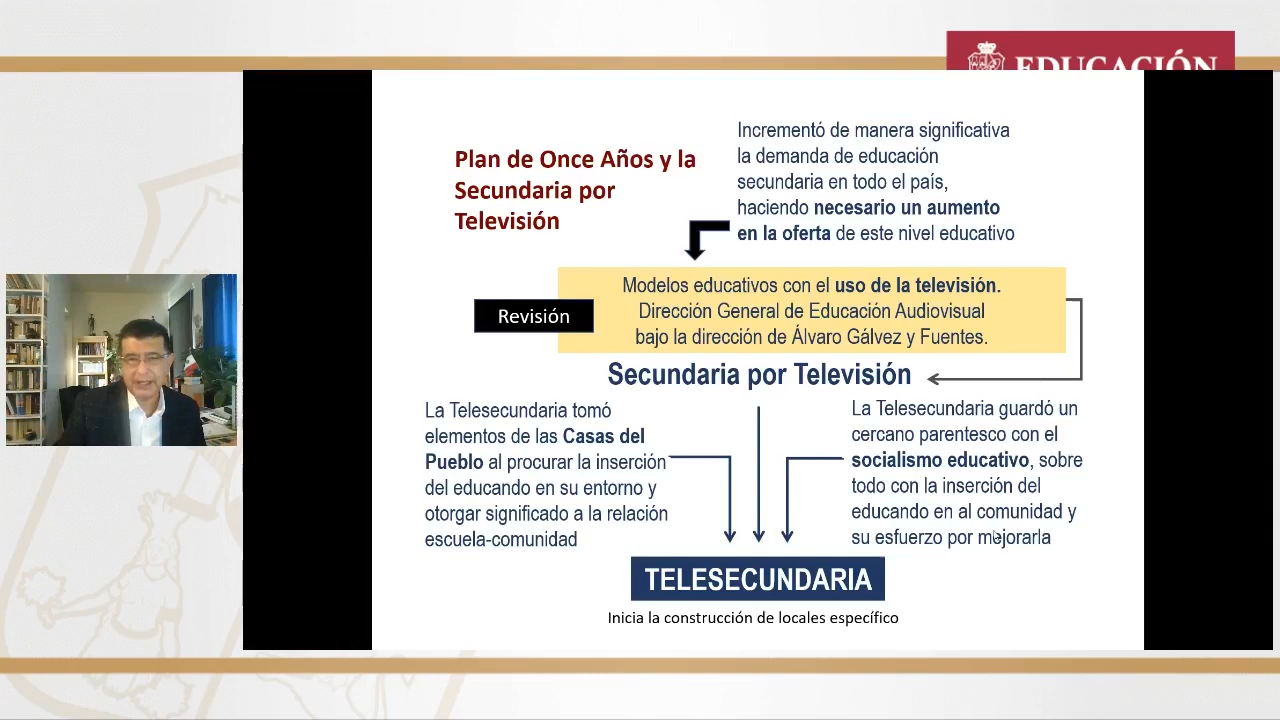 EDUCACIÓN
Plan de Once Años y la
Secundaria por
Televisión
Incrementó de manera significativa
la demanda de educación
secundaria en todo el país,
haciendo necesario un aumento
en la oferta de este nivel educativo
Revisión
Modelos educativos con el uso de la televisión.
Dirección General de Educación Audiovisual
bajo la dirección de Álvaro Gálvez y Fuentes.
Secundaria por Televisión
La Telesecundaria tomó
elementos de las Casas del
Pueblo al procurar la inserción
del educando en su entorno y
otorgar significado a la relación
escuela-comunidad
La Telesecundaria guardó un
cercano parentesco con el
socialismo educativo, sobre
todo con la inserción del
educando en al comunidad y
su esfuerzo por mejorarla
TELESECUNDARIA
Inicia la construcción de locales específico